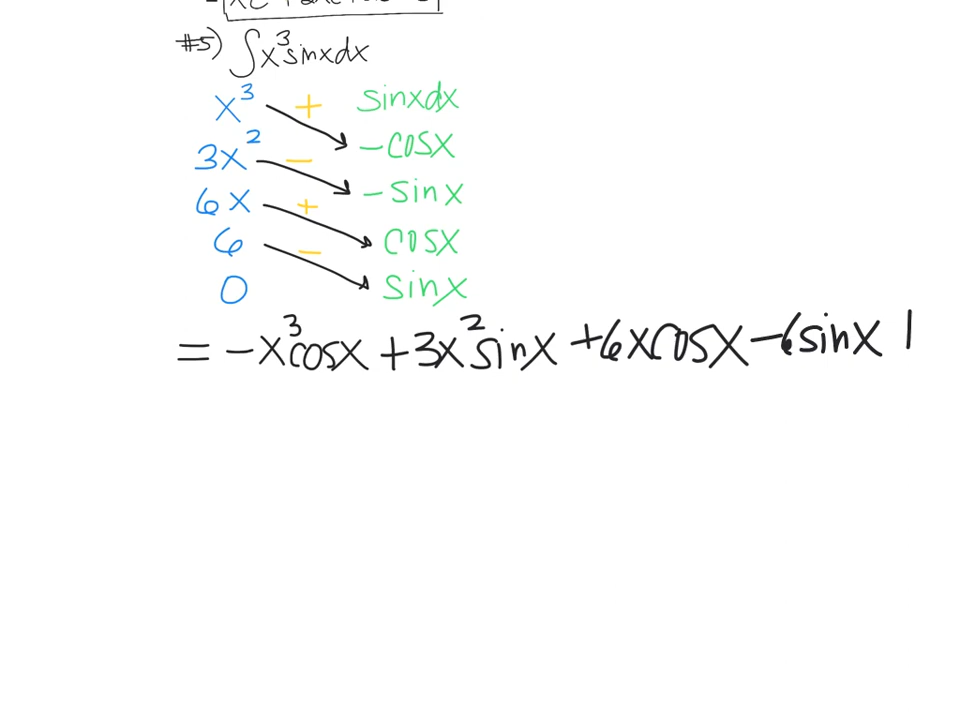 #5) ∫x³sinxdx
x³ + sinxdx
3x² − −cosx
6x + −sinx
6 − cosx
0 sinx
= −x³cosx +3x²sinx +6xcosx −6sinx |